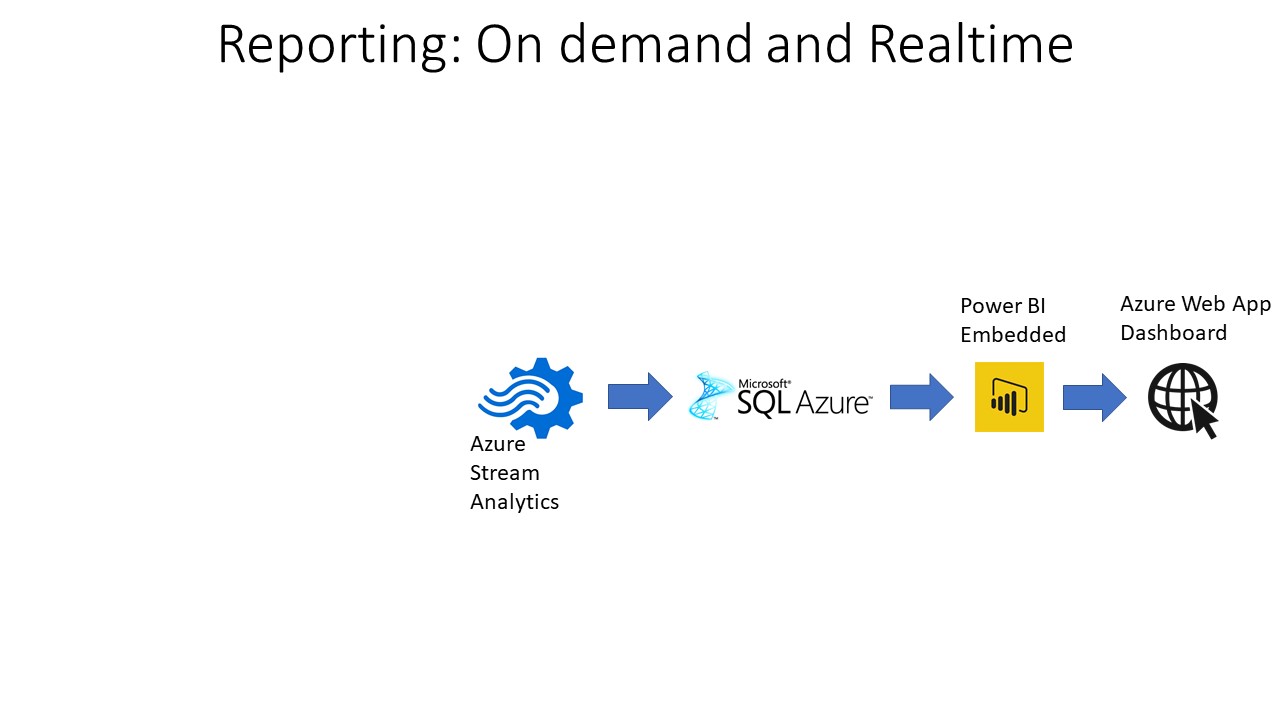 Reporting: On demand and Realtime
Power BI
Embedded
Azure Web App
Dashboard
Microsoft®
SQL Azure™
Azure
Stream
Analytics